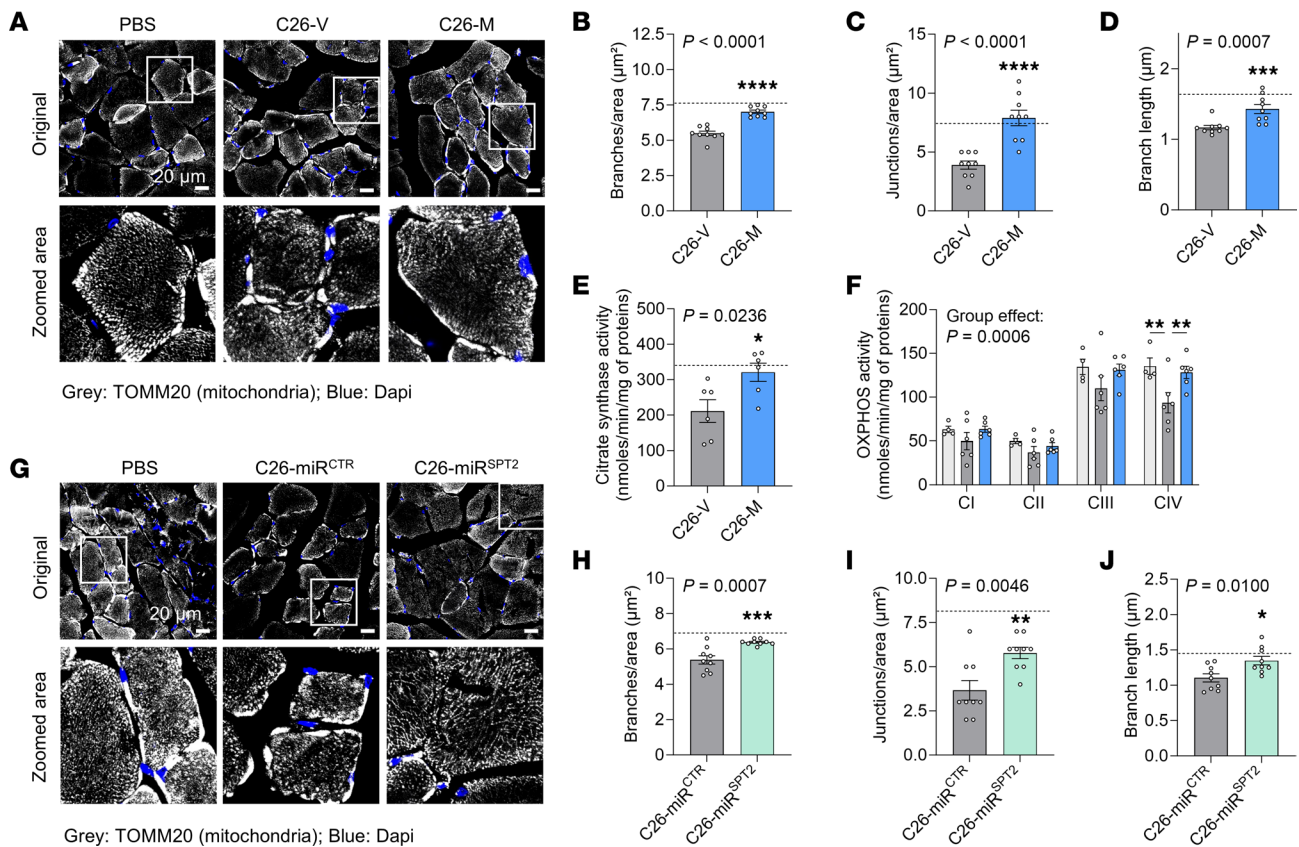 A
PBS
C26-V
C26-M
Original
20 μm
Zoomed area
Grey: TOMM20 (mitochondria); Blue: Dapi
B
P < 0.0001
****
Branches/area (μm²)
12.5
10.0
7.5
5.0
2.5
0.0
C26-V
C26-M
C
P < 0.0001
****
Junctions/area (μm²)
15
10
5
0
C26-V
C26-M
D
P = 0.0007
***
Branch length (μm)
2
1
0
C26-V
C26-M
E
P = 0.0236
*
Citrate synthase activity
(nmoles/min/mg of proteins)
500
400
300
200
100
0
C26-V
C26-M
F
Group effect:
P = 0.0006
** **
OXPHOS activity
(nmoles/min/mg of proteins)
200
150
100
50
0
CI
CII
CIII
CIV
G
PBS
C26-miR^CTR
C26-miR^SPT2
Original
20 μm
Zoomed area
Grey: TOMM20 (mitochondria); Blue: Dapi
H
P = 0.0007
***
Branches/area (μm²)
10
8
6
4
2
0
C26-miR^CTR
C26-miR^SPT2
I
P = 0.0046
**
Junctions/area (μm²)
10.0
7.5
5.0
2.5
0.0
C26-miR^CTR
C26-miR^SPT2
J
P = 0.0100
*
Branch length (μm)
2.5
2.0
1.5
1.0
0.5
0.0
C26-miR^CTR
C26-miR^SPT2